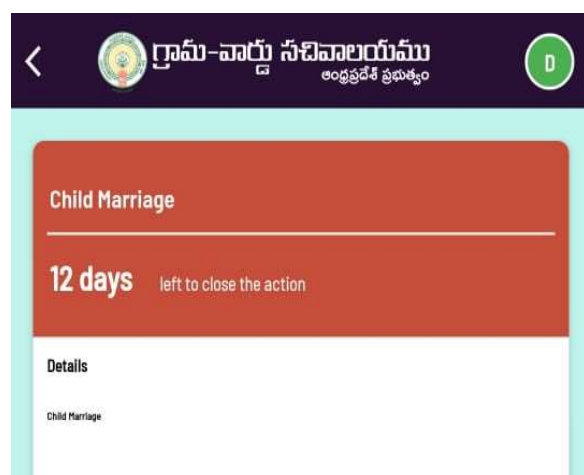 గ్రామ-వార్డు సచివాలయము
ఆంధ్రప్రదేశ్ ప్రభుత్వం
D
Child Marriage
12 days left to close the action
Details
Child Marriage